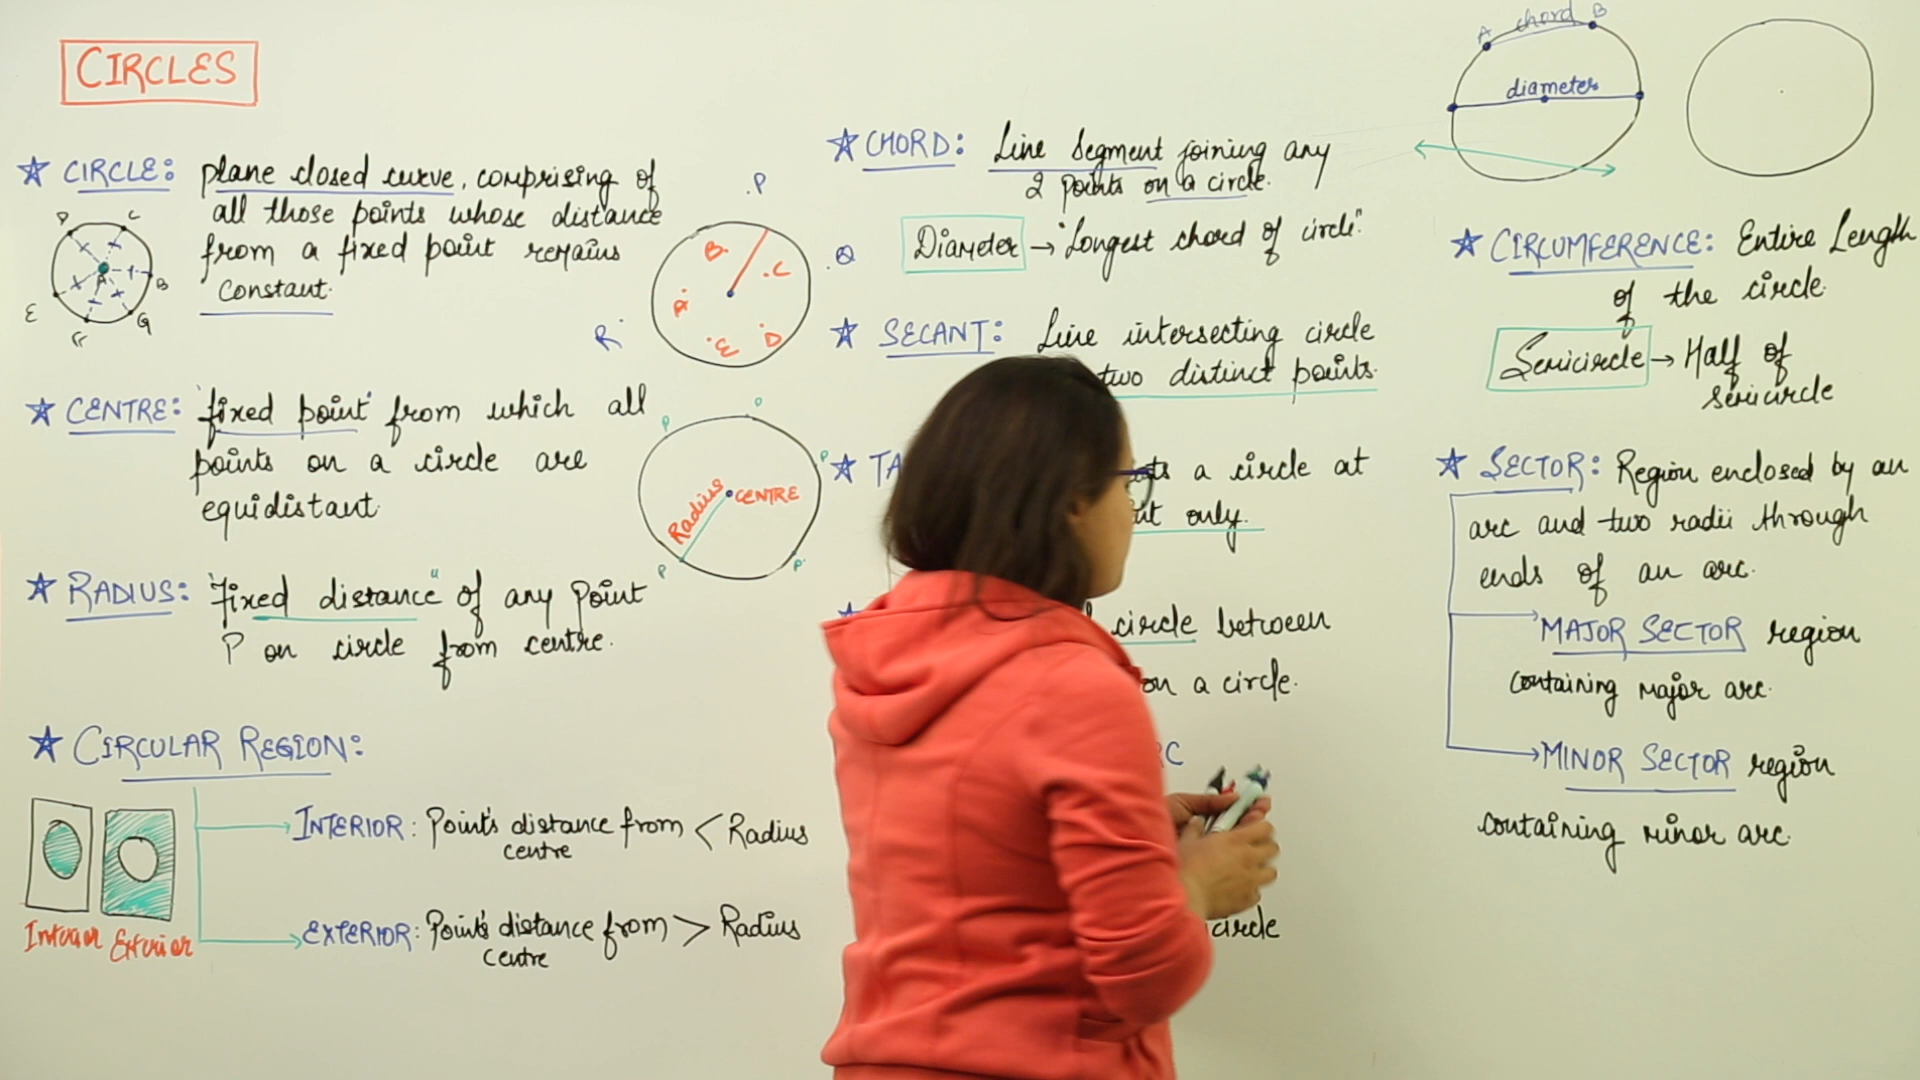 CIRCLES
☆ CIRCLE: plane closed curve, comprising of
all those points whose distance
from a fixed point remains
constant.
D
C
A
B
E
F
G
P
Q
R
B
C
A
E
D
☆ CENTRE: "fixed point" from which all
points on a circle are
equidistant.
P
P
P
P
P
Radius
CENTRE
☆ RADIUS: "fixed distance" of any point
P on circle from centre.
☆ CIRCULAR REGION:
INTERIOR: Point's distance from < Radius
centre
EXTERIOR: Point's distance from > Radius
centre
Interior Exterior
☆ CHORD: Line Segment joining any
2 points on a circle.
Diameter → "Longest chord of circle."
☆ SECANT: Line intersecting circle
two distinct points.
☆ TA
a circle at
only.
circle between
on a circle.
RC
circle
A chord B
diameter
☆ CIRCUMFERENCE: Entire Length
of the circle.
Semicircle → Half of
semicircle
☆ SECTOR: Region enclosed by an
arc and two radii through
ends of an arc.
MAJOR SECTOR region
containing major arc.
MINOR SECTOR region
containing minor arc.